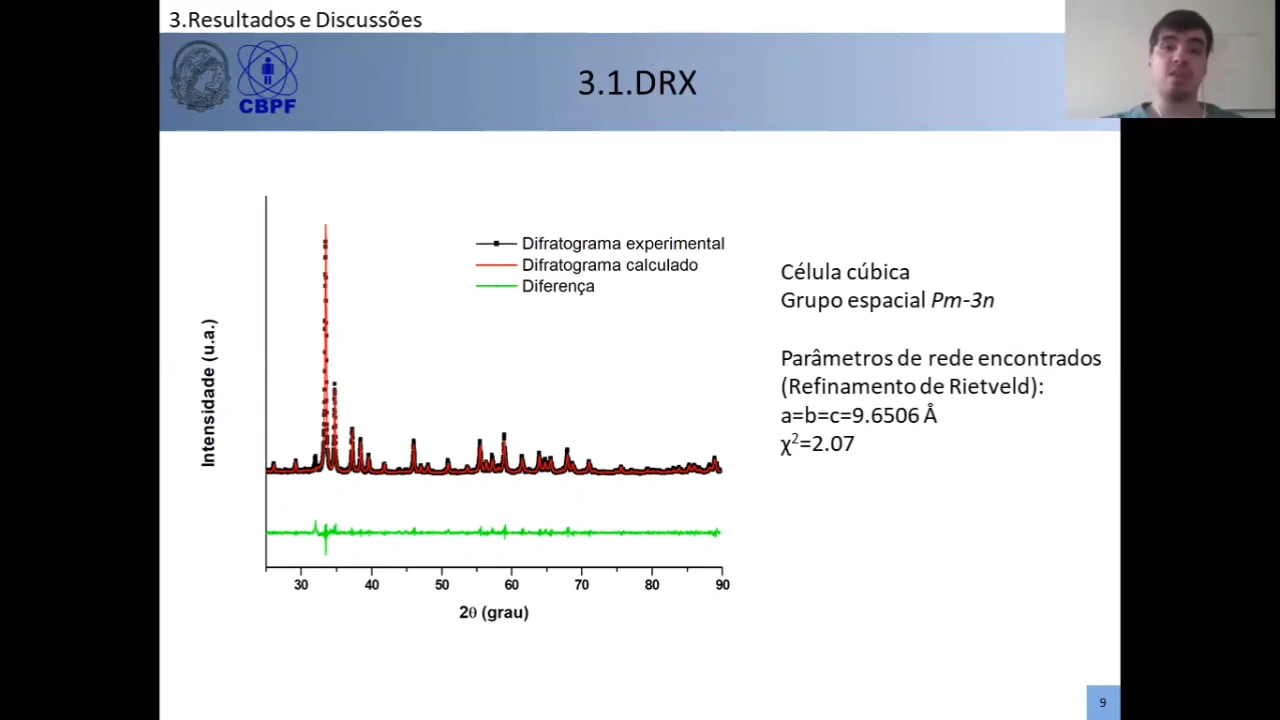 3.Resultados e Discussões
CBPF
3.1.DRX
Difratograma experimental
Difratograma calculado
Diferença
Intensidade (u.a.)
30 40 50 60 70 80 90
2θ (grau)
Célula cúbica
Grupo espacial Pm-3n
Parâmetros de rede encontrados
(Refinamento de Rietveld):
a=b=c=9.6506 Å
χ²=2.07
9